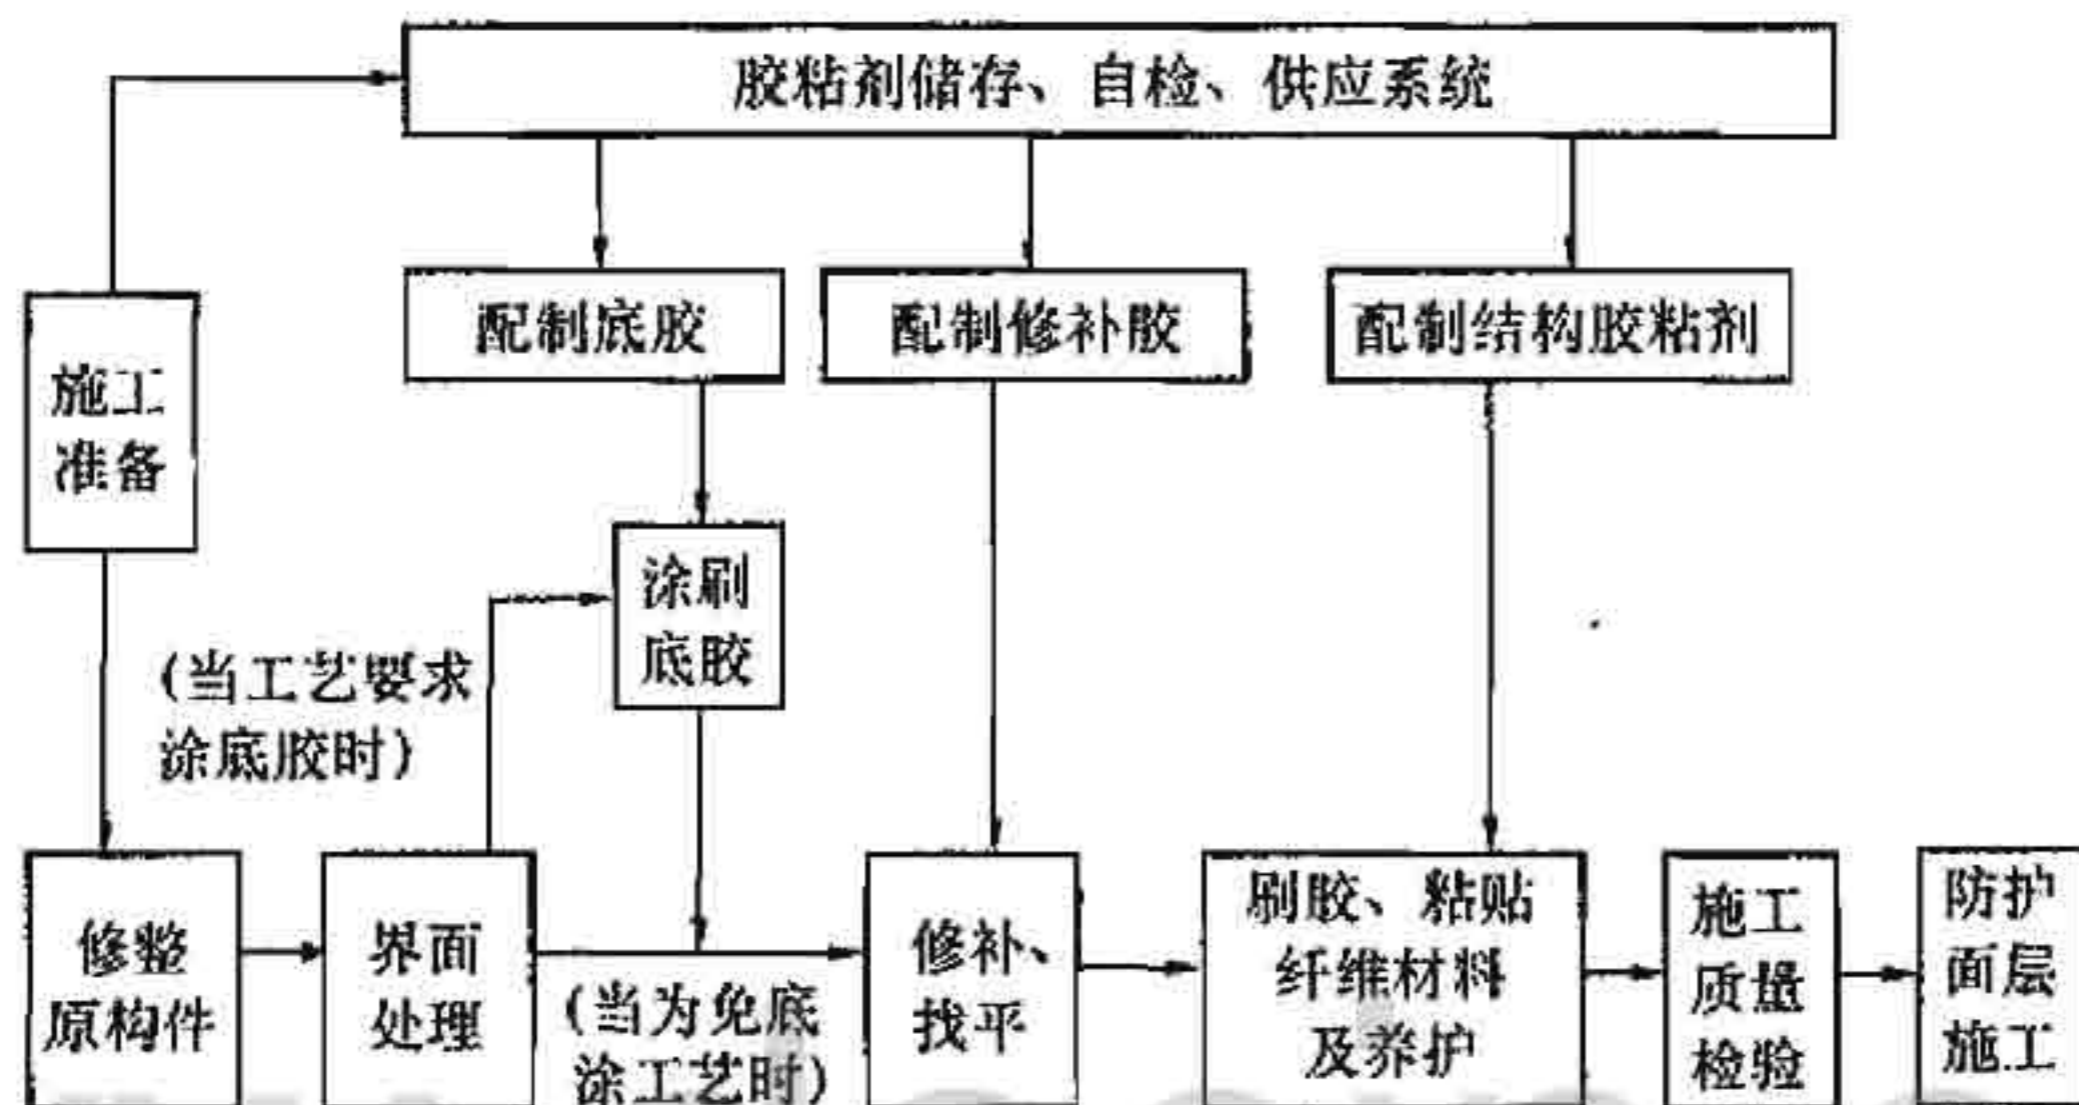 胶粘剂储存、自检、供应系统
配制底胶
配制修补胶
配制结构胶粘剂
施工
准备
涂刷
底胶
(当工艺要求
涂底胶时)
修整
原构件
界面
处理
(当为免底
涂工艺时)
修补、
找平
刷胶、粘贴
纤维材料
及养护
施工
质量
检验
防护
面层
施工